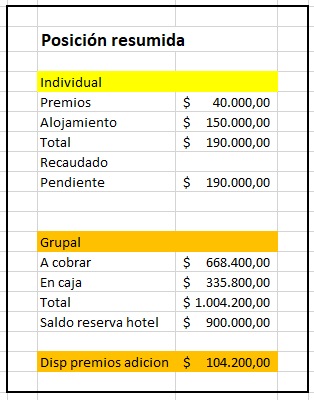 Posición resumida
Individual
Premios $ 40.000,00
Alojamiento $ 150.000,00
Total $ 190.000,00
Recaudado
Pendiente $ 190.000,00
Grupal
A cobrar $ 668.400,00
En caja $ 335.800,00
Total $ 1.004.200,00
Saldo reserva hotel $ 900.000,00
Disp premios adicion $ 104.200,00